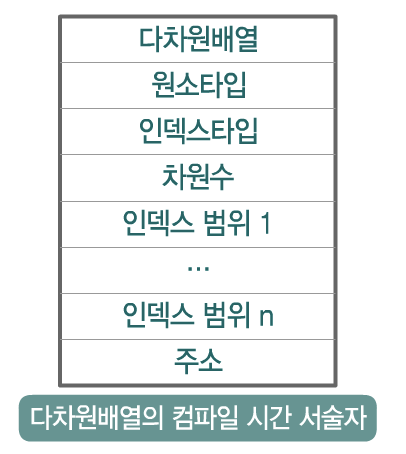 다차원배열
원소타입
인덱스타입
차원수
인덱스 범위 1
…
인덱스 범위 n
주소
다차원배열의 컴파일 시간 서술자